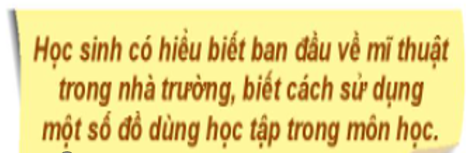 Học sinh có hiểu biết ban đầu về mĩ thuật
trong nhà trường, biết cách sử dụng
một số đồ dùng học tập trong môn học.